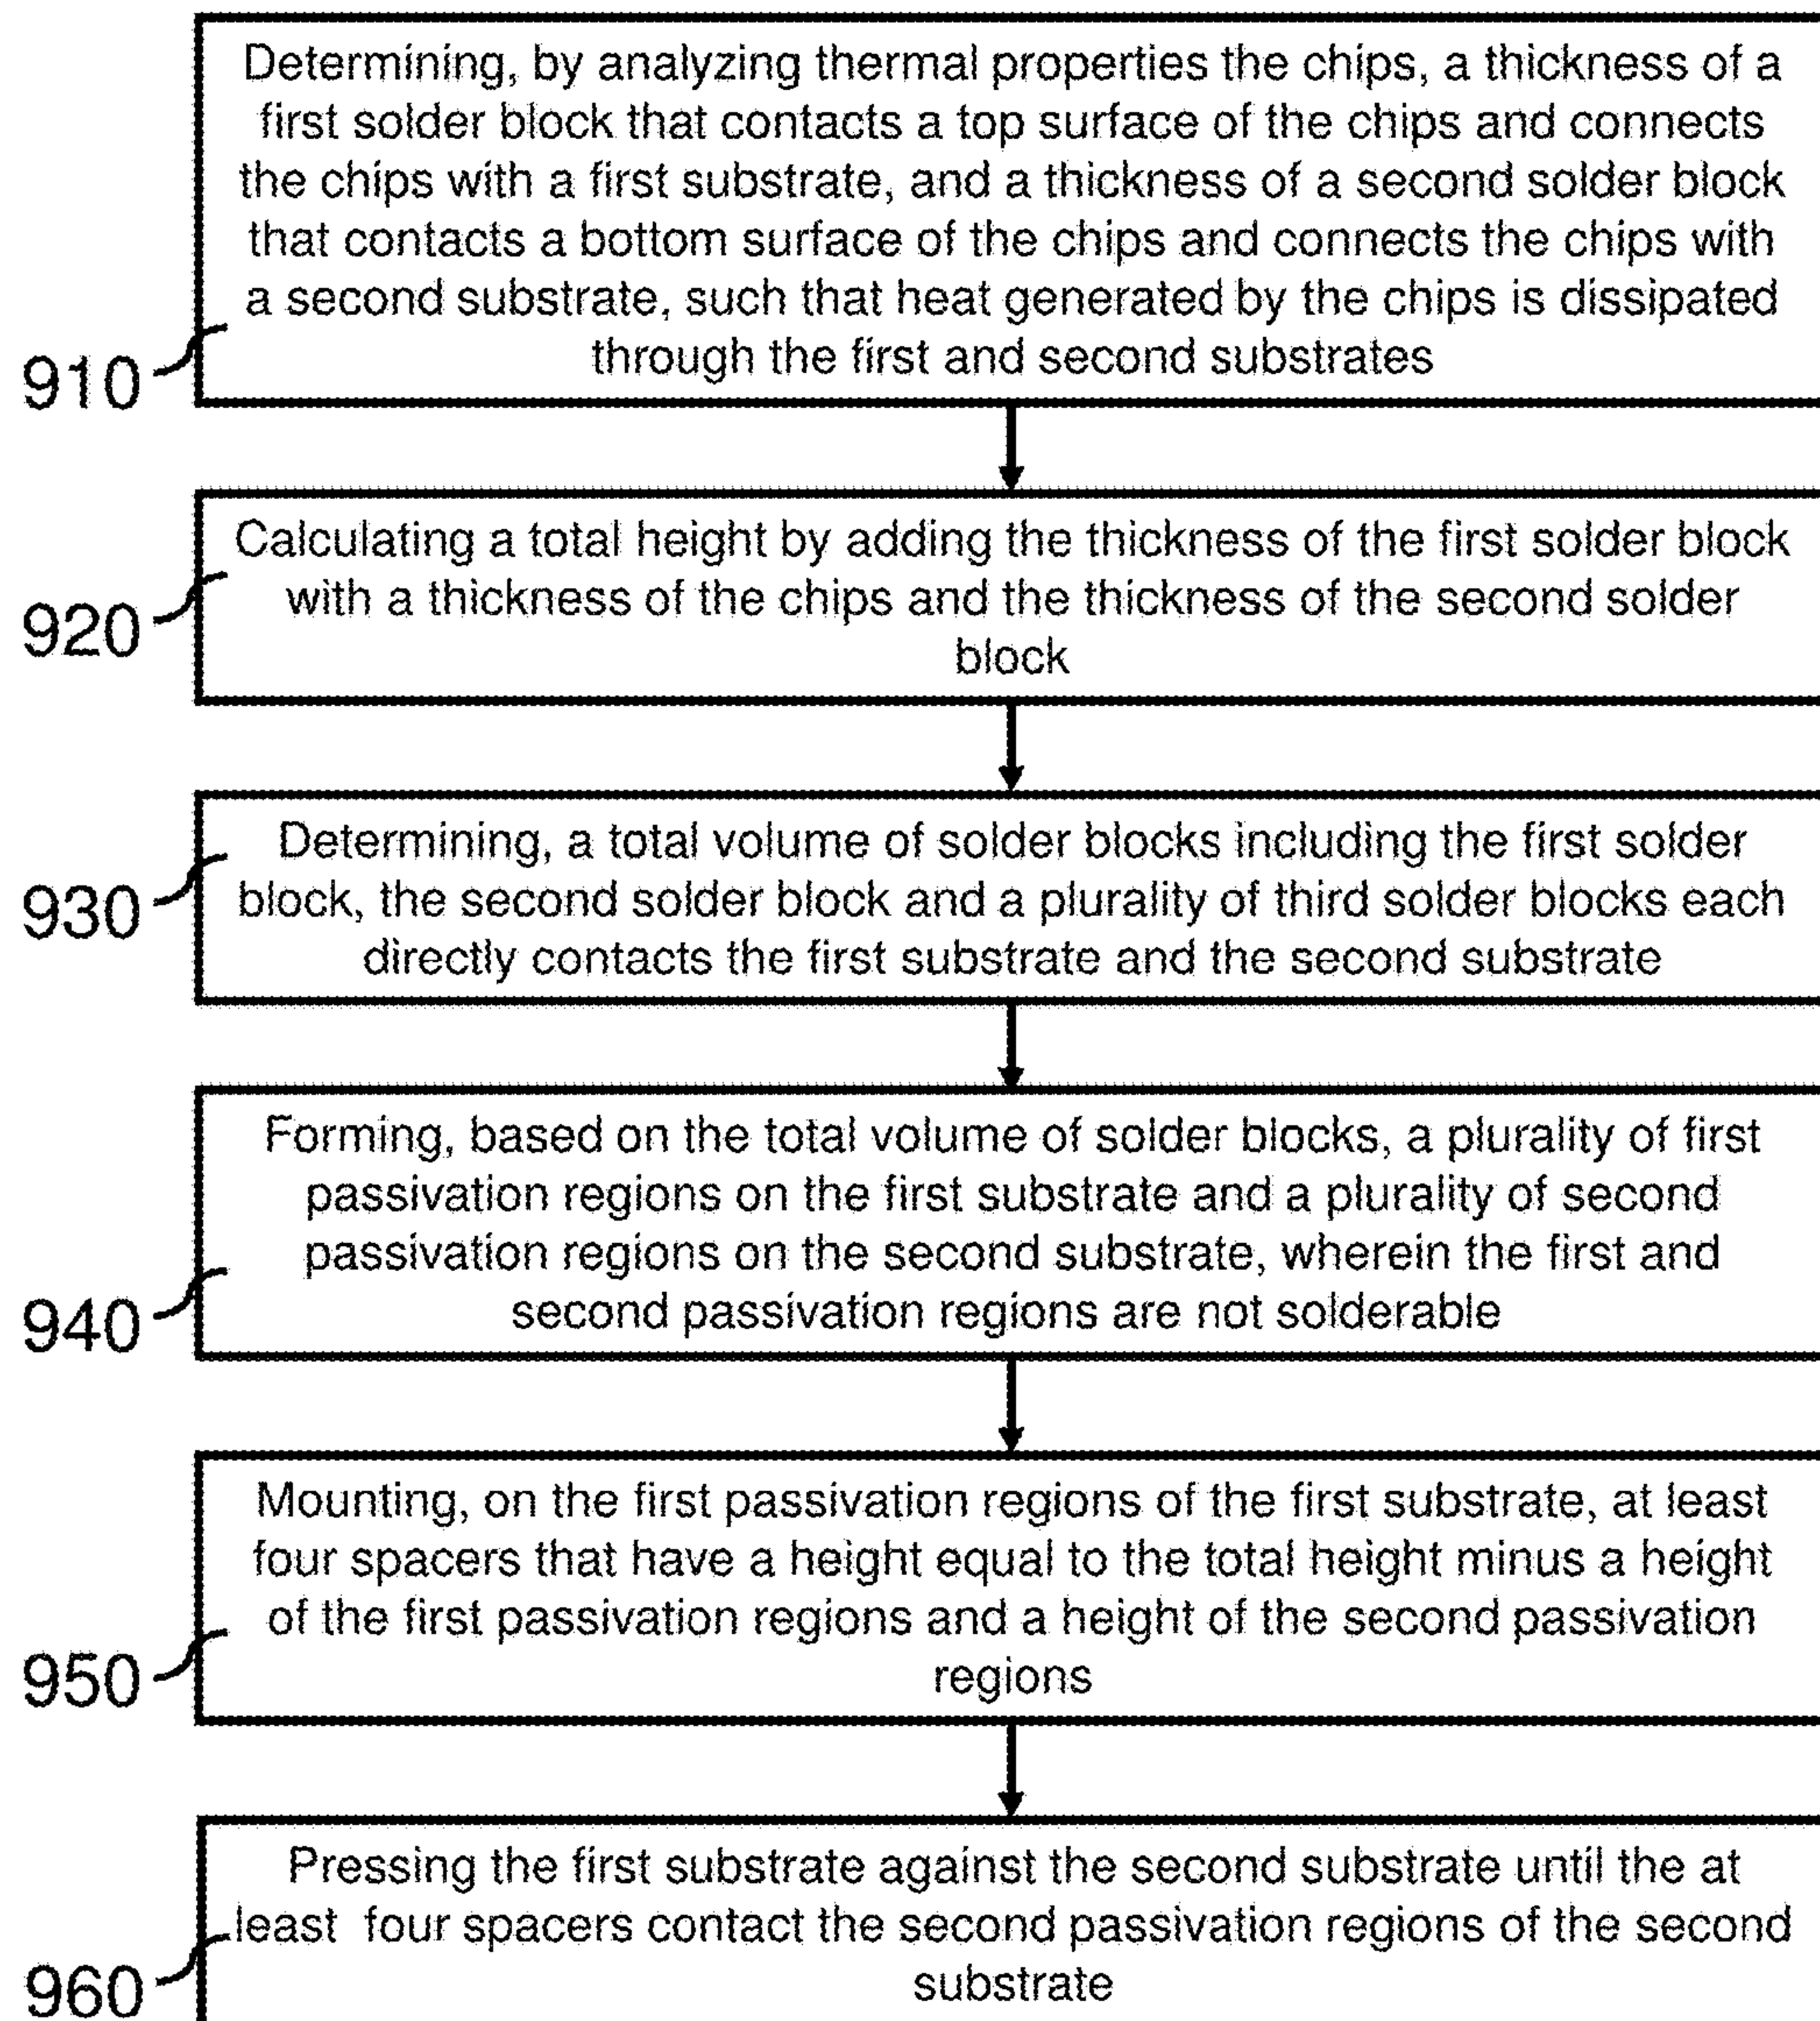 Determining, by analyzing thermal properties the chips, a thickness of a
first solder block that contacts a top surface of the chips and connects
the chips with a first substrate, and a thickness of a second solder block
that contacts a bottom surface of the chips and connects the chips with
a second substrate, such that heat generated by the chips is dissipated
through the first and second substrates
910
Calculating a total height by adding the thickness of the first solder block
with a thickness of the chips and the thickness of the second solder
block
920
Determining, a total volume of solder blocks including the first solder
block, the second solder block and a plurality of third solder blocks each
directly contacts the first substrate and the second substrate
930
Forming, based on the total volume of solder blocks, a plurality of first
passivation regions on the first substrate and a plurality of second
passivation regions on the second substrate, wherein the first and
second passivation regions are not solderable
940
Mounting, on the first passivation regions of the first substrate, at least
four spacers that have a height equal to the total height minus a height
of the first passivation regions and a height of the second passivation
regions
950
Pressing the first substrate against the second substrate until the at
least four spacers contact the second passivation regions of the second
substrate
960